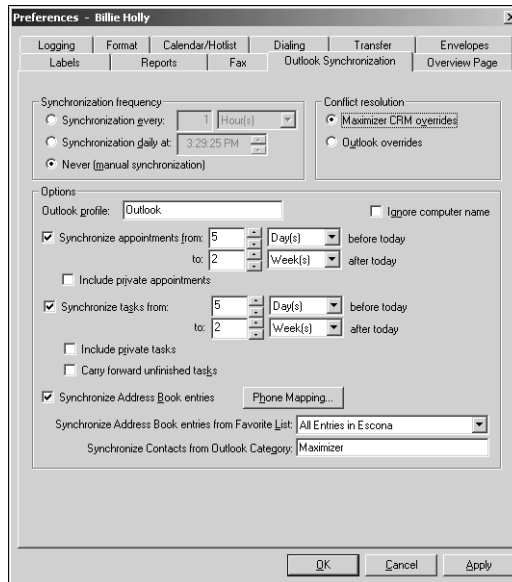 Preferences - Billie Holly
Logging Format Calendar/Hotlist Dialing Transfer Envelopes
Labels Reports Fax Outlook Synchronization Overview Page
Synchronization frequency
Synchronization every: 1 Hour(s)
Synchronization daily at: 3:29:25 PM
Never (manual synchronization)
Conflict resolution
Maximizer CRM overrides
Outlook overrides
Options
Outlook profile: Outlook Ignore computer name
Synchronize appointments from: 5 Day(s) before today
to: 2 Week(s) after today
Include private appointments
Synchronize tasks from: 5 Day(s) before today
to: 2 Week(s) after today
Include private tasks
Carry forward unfinished tasks
Synchronize Address Book entries Phone Mapping...
Synchronize Address Book entries from Favorite List: All Entries in Escona
Synchronize Contacts from Outlook Category: Maximizer
OK Cancel Apply